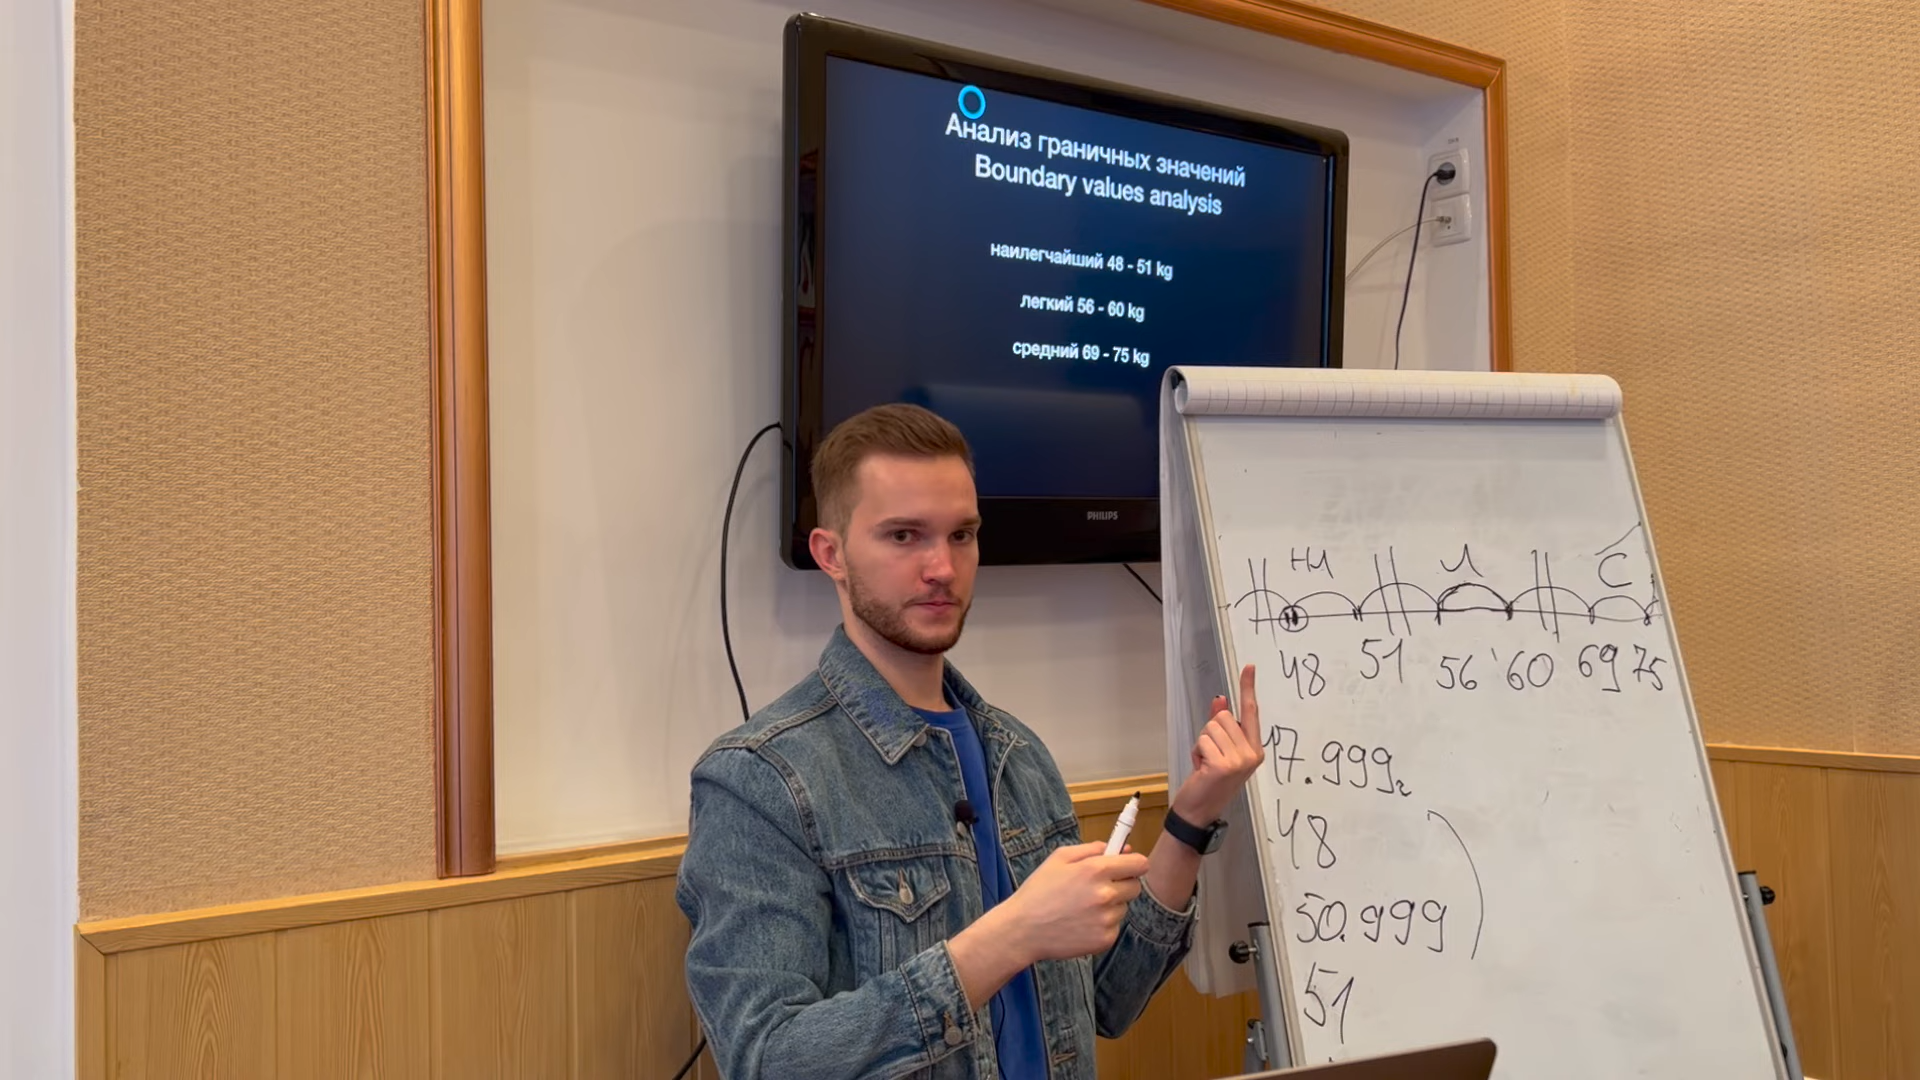 Анализ граничных значений
Boundary values analysis
наилегчайший 48 - 51 kg
легкий 56 - 60 kg
средний 69 - 75 kg
PHILIPS
НЛ Л С
48 51 56 60 69 75
47.999г
48
50.999
51